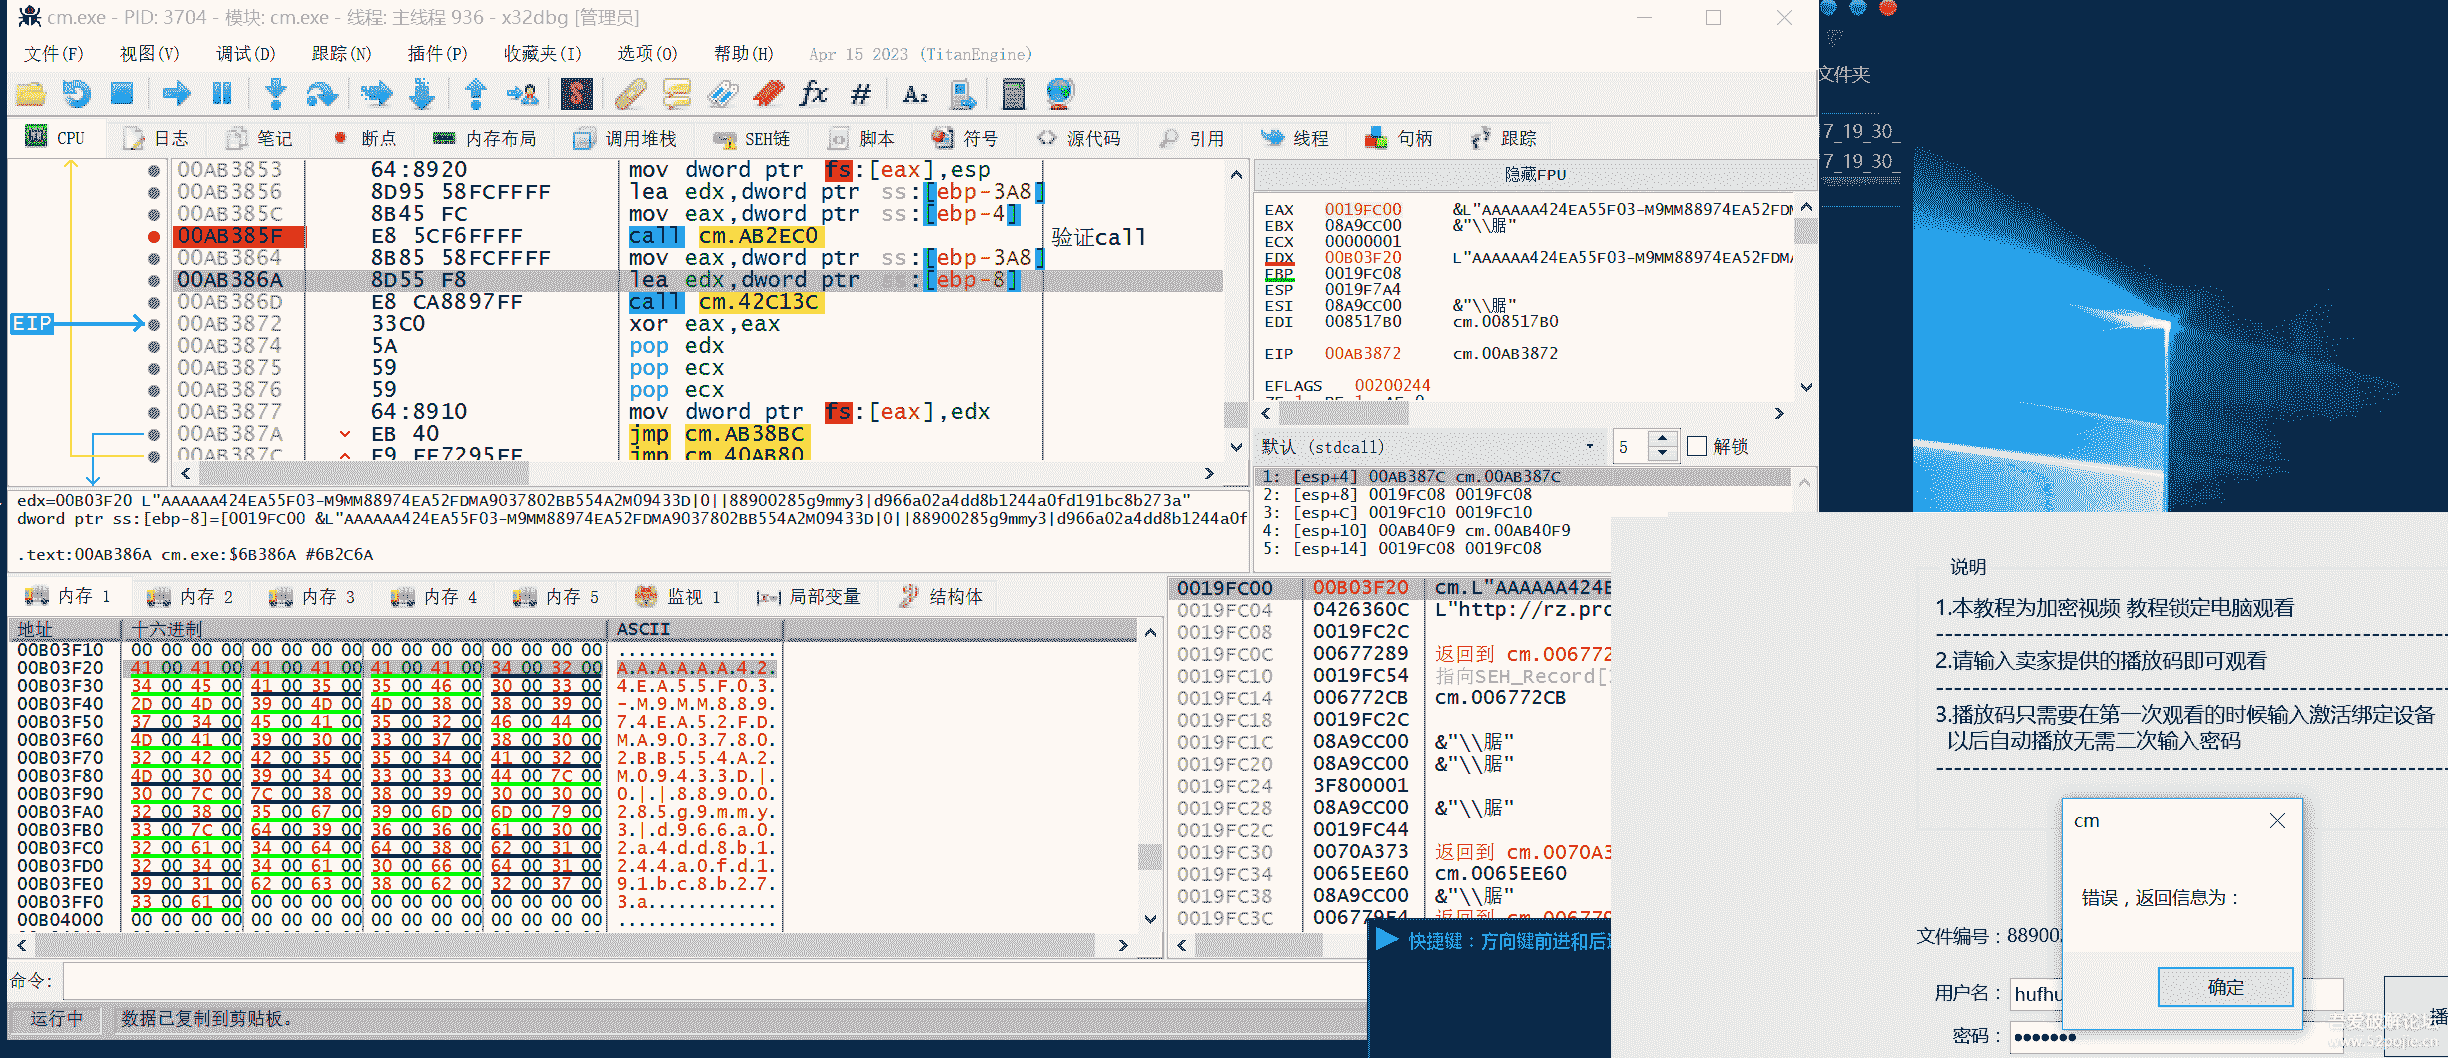 cm.exe - PID: 3704 - 模块: cm.exe - 线程: 主线程 936 - x32dbg [管理员]
文件(F) 视图(V) 调试(D) 跟踪(N) 插件(P) 收藏夹(I) 选项(O) 帮助(H) Apr 15 2023 (TitanEngine)
CPU 日志 笔记 断点 内存布局 调用堆栈 SEH链 脚本 符号 源代码 引用 线程 句柄 跟踪
00AB3853 64:8920 mov dword ptr fs:[eax],esp
00AB3856 8D95 58FCFFFF lea edx,dword ptr ss:[ebp-3A8]
00AB385C 8B45 FC mov eax,dword ptr ss:[ebp-4]
00AB385F E8 5CF6FFFF call cm.AB2EC0 验证call
00AB3864 8B85 58FCFFFF mov eax,dword ptr ss:[ebp-3A8]
00AB386A 8D55 F8 lea edx,dword ptr ss:[ebp-8]
00AB386D E8 CA8897FF call cm.42C13C
EIP 00AB3872 33C0 xor eax,eax
00AB3874 5A pop edx
00AB3875 59 pop ecx
00AB3876 59 pop ecx
00AB3877 64:8910 mov dword ptr fs:[eax],edx
00AB387A EB 40 jmp cm.AB38BC
00AB387C E9 FF7295FF jmp cm.40AB80
隐藏FPU
EAX 0019FC00 &L"AAAAAA424EA55F03-M9MM88974EA52FDM
EBX 08A9CC00 &"\\腒"
ECX 00000001
EDX 00B03F20 L"AAAAAA424EA55F03-M9MM88974EA52FDMA
EBP 0019FC08
ESP 0019F7A4
ESI 08A9CC00 &"\\腒"
EDI 008517B0 cm.008517B0
EIP 00AB3872 cm.00AB3872
EFLAGS 00200244
默认 (stdcall) 5 解锁
1: [esp+4] 00AB387C cm.00AB387C
2: [esp+8] 0019FC08 0019FC08
3: [esp+c] 0019FC10 0019FC10
4: [esp+10] 00AB40F9 cm.00AB40F9
5: [esp+14] 0019FC08 0019FC08
edx=00B03F20 L"AAAAAA424EA55F03-M9MM88974EA52FDMA9037802BB554A2M09433D|0||88900285g9mmy3|d966a02a4dd8b1244a0fd191bc8b273a"
dword ptr ss:[ebp-8]=[0019FC00 &L"AAAAAA424EA55F03-M9MM88974EA52FDMA9037802BB554A2M09433D|0||88900285g9mmy3|d966a02a4dd8b1244a0f
.text:00AB386A cm.exe:$6B386A #6B2C6A
内存 1 内存 2 内存 3 内存 4 内存 5 监视 1 局部变量 结构体
地址 十六进制 ASCII
00B03F10 00 00 00 00 00 00 00 00 00 00 00 00 00 00 00 00 ................
00B03F20 41 00 41 00 41 00 41 00 41 00 41 00 34 00 32 00 A.A.A.A.A.A.4.2.
00B03F30 34 00 45 00 41 00 35 00 35 00 46 00 30 00 33 00 4.E.A.5.5.F.0.3.
00B03F40 2D 00 4D 00 39 00 4D 00 4D 00 38 00 38 00 39 00 -.M.9.M.M.8.8.9.
00B03F50 37 00 34 00 45 00 41 00 35 00 32 00 46 00 44 00 7.4.E.A.5.2.F.D.
00B03F60 4D 00 41 00 39 00 30 00 33 00 37 00 38 00 30 00 M.A.9.0.3.7.8.0.
00B03F70 32 00 42 00 42 00 35 00 35 00 34 00 41 00 32 00 2.B.B.5.5.4.A.2.
00B03F80 4D 00 30 00 39 00 34 00 33 00 33 00 44 00 7C 00 M.0.9.4.3.3.D.|.
00B03F90 30 00 7C 00 7C 00 38 00 38 00 39 00 30 00 30 00 0.|.|.8.8.9.0.0.
00B03FA0 32 00 38 00 35 00 67 00 39 00 6D 00 6D 00 79 00 2.8.5.g.9.m.m.y.
00B03FB0 33 00 7C 00 64 00 39 00 36 00 36 00 61 00 30 00 3.|.d.9.6.6.a.0.
00B03FC0 32 00 61 00 34 00 64 00 64 00 38 00 62 00 31 00 2.a.4.d.d.8.b.1.
00B03FD0 32 00 34 00 34 00 61 00 30 00 66 00 64 00 31 00 2.4.4.a.0.f.d.1.
00B03FE0 39 00 31 00 62 00 63 00 38 00 62 00 32 00 37 00 9.1.b.c.8.b.2.7.
00B03FF0 33 00 61 00 00 00 00 00 00 00 00 00 00 00 00 00 3.a.............
00B04000 00 00 00 00 00 00 00 00 00 00 00 00 00 00 00 00 ................
0019FC00 00B03F20 cm.L"AAAAAA424E
0019FC04 0426360C L"http://rz.pro
0019FC08 0019FC2C
0019FC0C 00677289 返回到 cm.006772
0019FC10 0019FC54 指向SEH_Record[
0019FC14 006772CB cm.006772CB
0019FC18 0019FC2C
0019FC1C 08A9CC00 &"\\腒"
0019FC20 08A9CC00 &"\\腒"
0019FC24 3F800001
0019FC28 08A9CC00 &"\\腒"
0019FC2C 0019FC44
0019FC30 0070A373 返回到 cm.0070A3
0019FC34 0065EE60 cm.0065EE60
0019FC38 08A9CC00 &"\\腒"
0019FC3C 006779E4 返回到 cm.006779
命令:
运行中 数据已复制到剪贴板。
快捷键：方向键前进和后
文件夹
7_19_30_
7_19_30_
说明
1.本教程为加密视频 教程锁定电脑观看
2.请输入卖家提供的播放码即可观看
3.播放码只需要在第一次观看的时候输入激活绑定设备
以后自动播放无需二次输入密码
cm
错误，返回信息为：
确定
文件编号：88900
用户名： hufhu
密码： ●●●●●●●
播
吾爱破解论坛
www.52pojie.cn